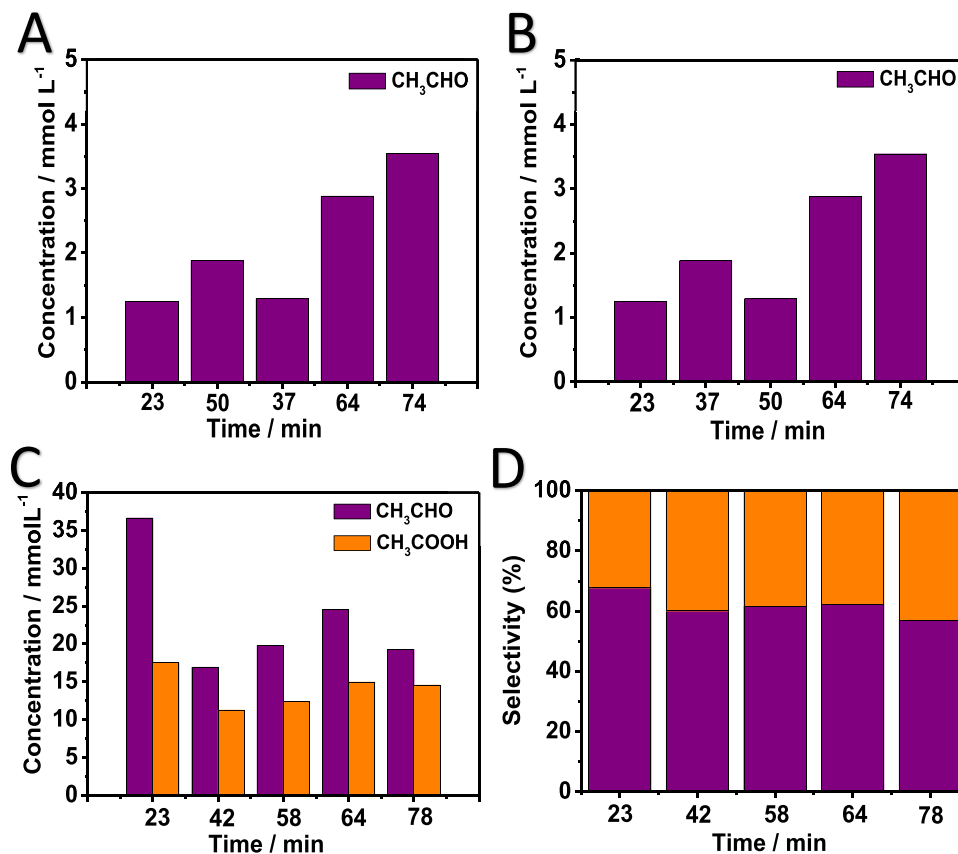 A
5
4
3
2
1
0
Concentration / mmol L⁻¹
CH₃CHO
23 50 37 64 74
Time / min
B
5
4
3
2
1
0
Concentration / mmol L⁻¹
CH₃CHO
23 37 50 64 74
Time / min
C
40
35
30
25
20
15
10
5
0
Concentration / mmolL⁻¹
CH₃CHO
CH₃COOH
23 42 58 64 78
Time / min
D
100
80
60
40
20
0
Selectivity (%)
23 42 58 64 78
Time / min